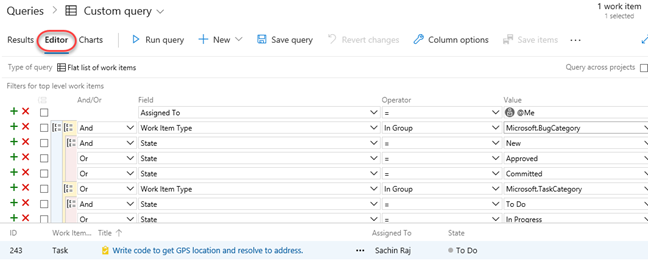 Queries > Custom query
1 work item
1 selected
Results Editor Charts Run query + New Save query Revert changes Column options Save items ...
Type of query Flat list of work items Query across projects
Filters for top level work items
And/Or Field Operator Value
Assigned To = @Me
And Work Item Type In Group Microsoft.BugCategory
And State = New
Or State = Approved
Or State = Committed
Or Work Item Type In Group Microsoft.TaskCategory
And State = To Do
Or State = In Progress
ID Work Item... Title ↑ Assigned To State
243 Task Write code to get GPS location and resolve to address. ... Sachin Raj To Do